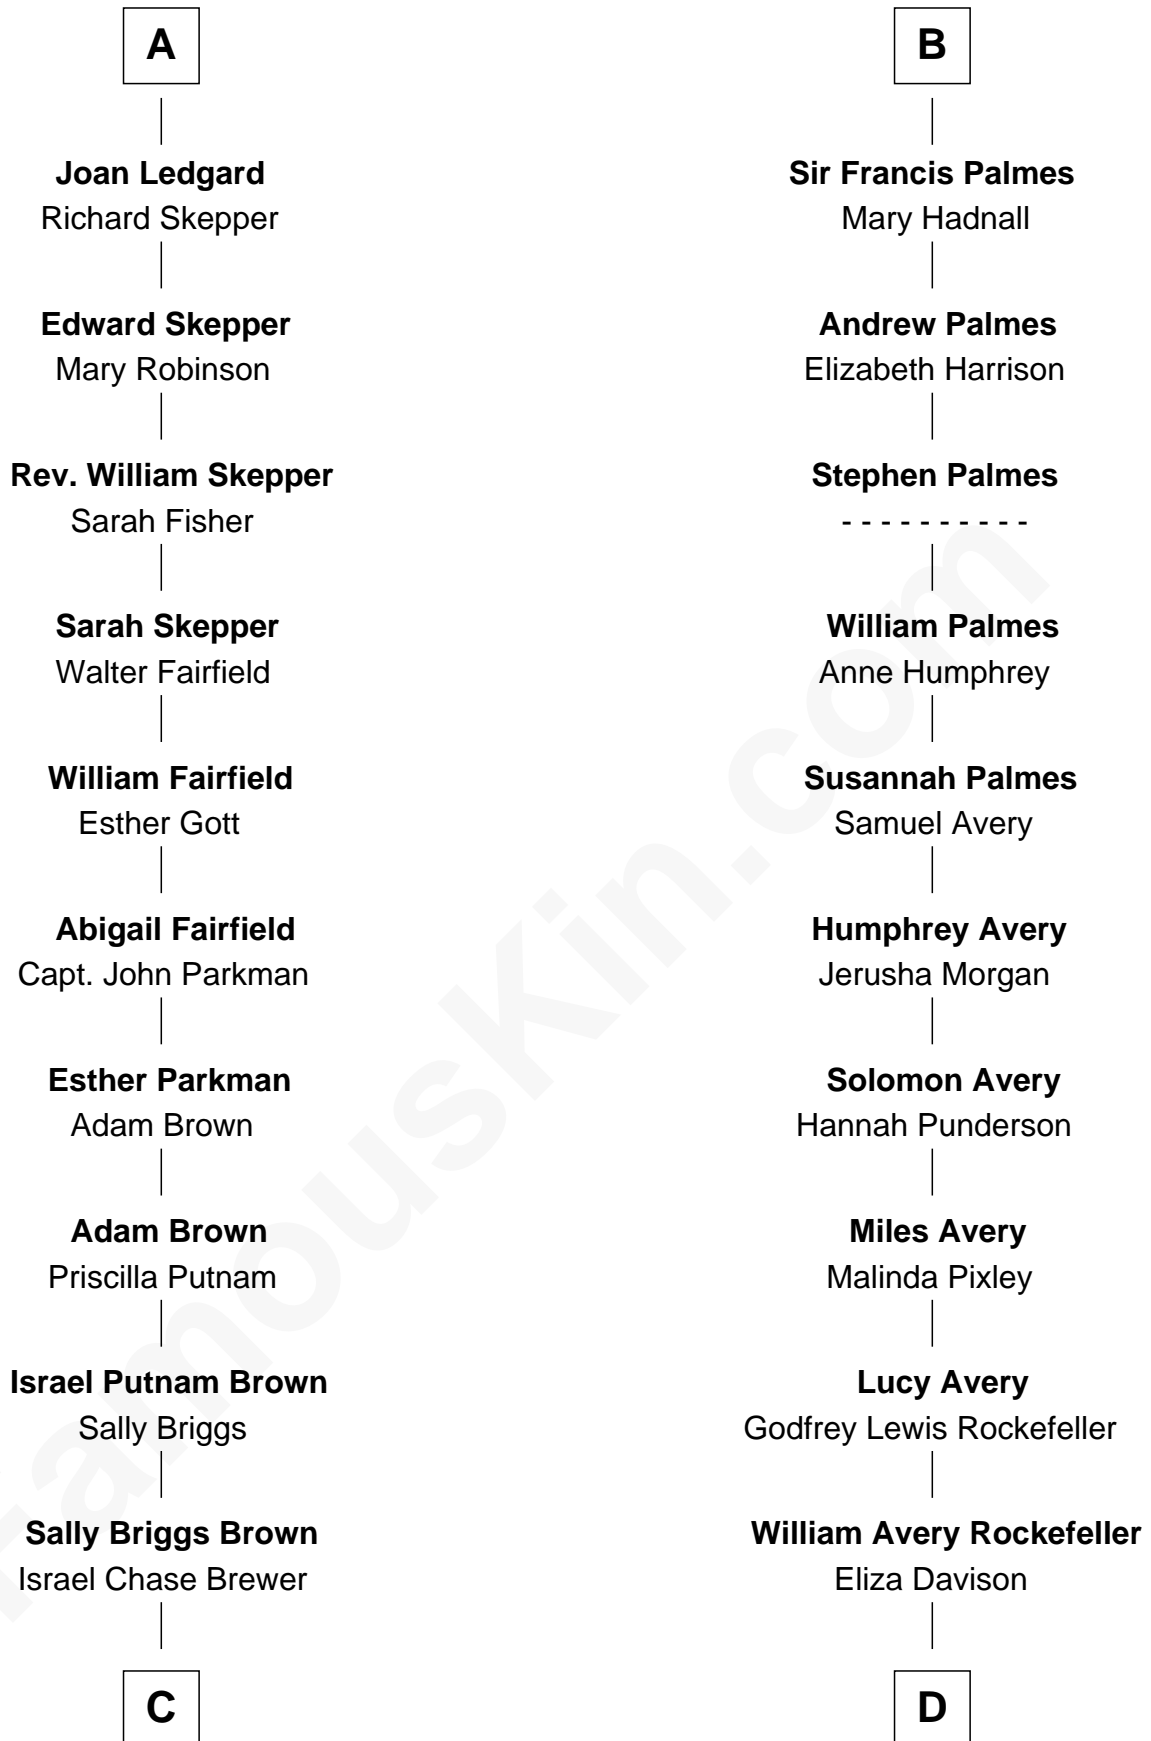 A
Joan Ledgard
Richard Skepper
Edward Skepper
Mary Robinson
Rev. William Skepper
Sarah Fisher
Sarah Skepper
Walter Fairfield
William Fairfield
Esther Gott
Abigail Fairfield
Capt. John Parkman
Esther Parkman
Adam Brown
Adam Brown
Priscilla Putnam
Israel Putnam Brown
Sally Briggs
Sally Briggs Brown
Israel Chase Brewer
C
B
Sir Francis Palmes
Mary Hadnall
Andrew Palmes
Elizabeth Harrison
Stephen Palmes
- - - - - - - - - -
William Palmes
Anne Humphrey
Susannah Palmes
Samuel Avery
Humphrey Avery
Jerusha Morgan
Solomon Avery
Hannah Punderson
Miles Avery
Malinda Pixley
Lucy Avery
Godfrey Lewis Rockefeller
William Avery Rockefeller
Eliza Davison
D
FamousKin.com